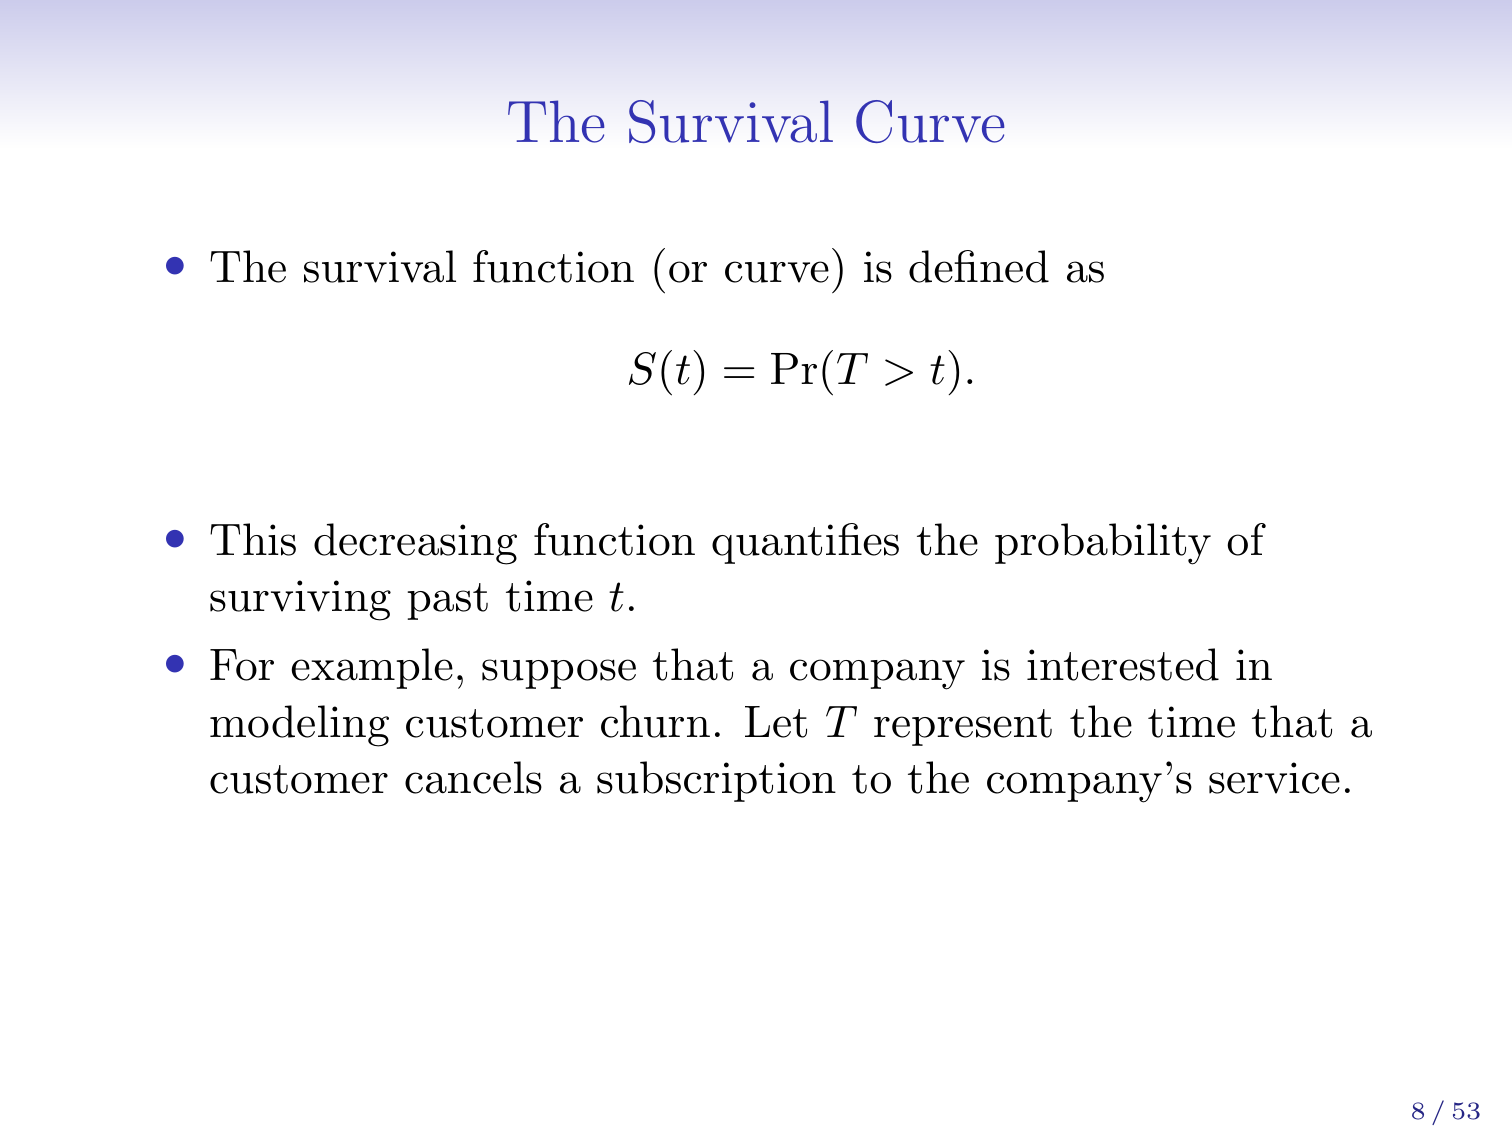 The Survival Curve
• The survival function (or curve) is defined as
S(t) = Pr(T > t).
• This decreasing function quantifies the probability of
surviving past time t.
• For example, suppose that a company is interested in
modeling customer churn. Let T represent the time that a
customer cancels a subscription to the company’s service.
8 / 53